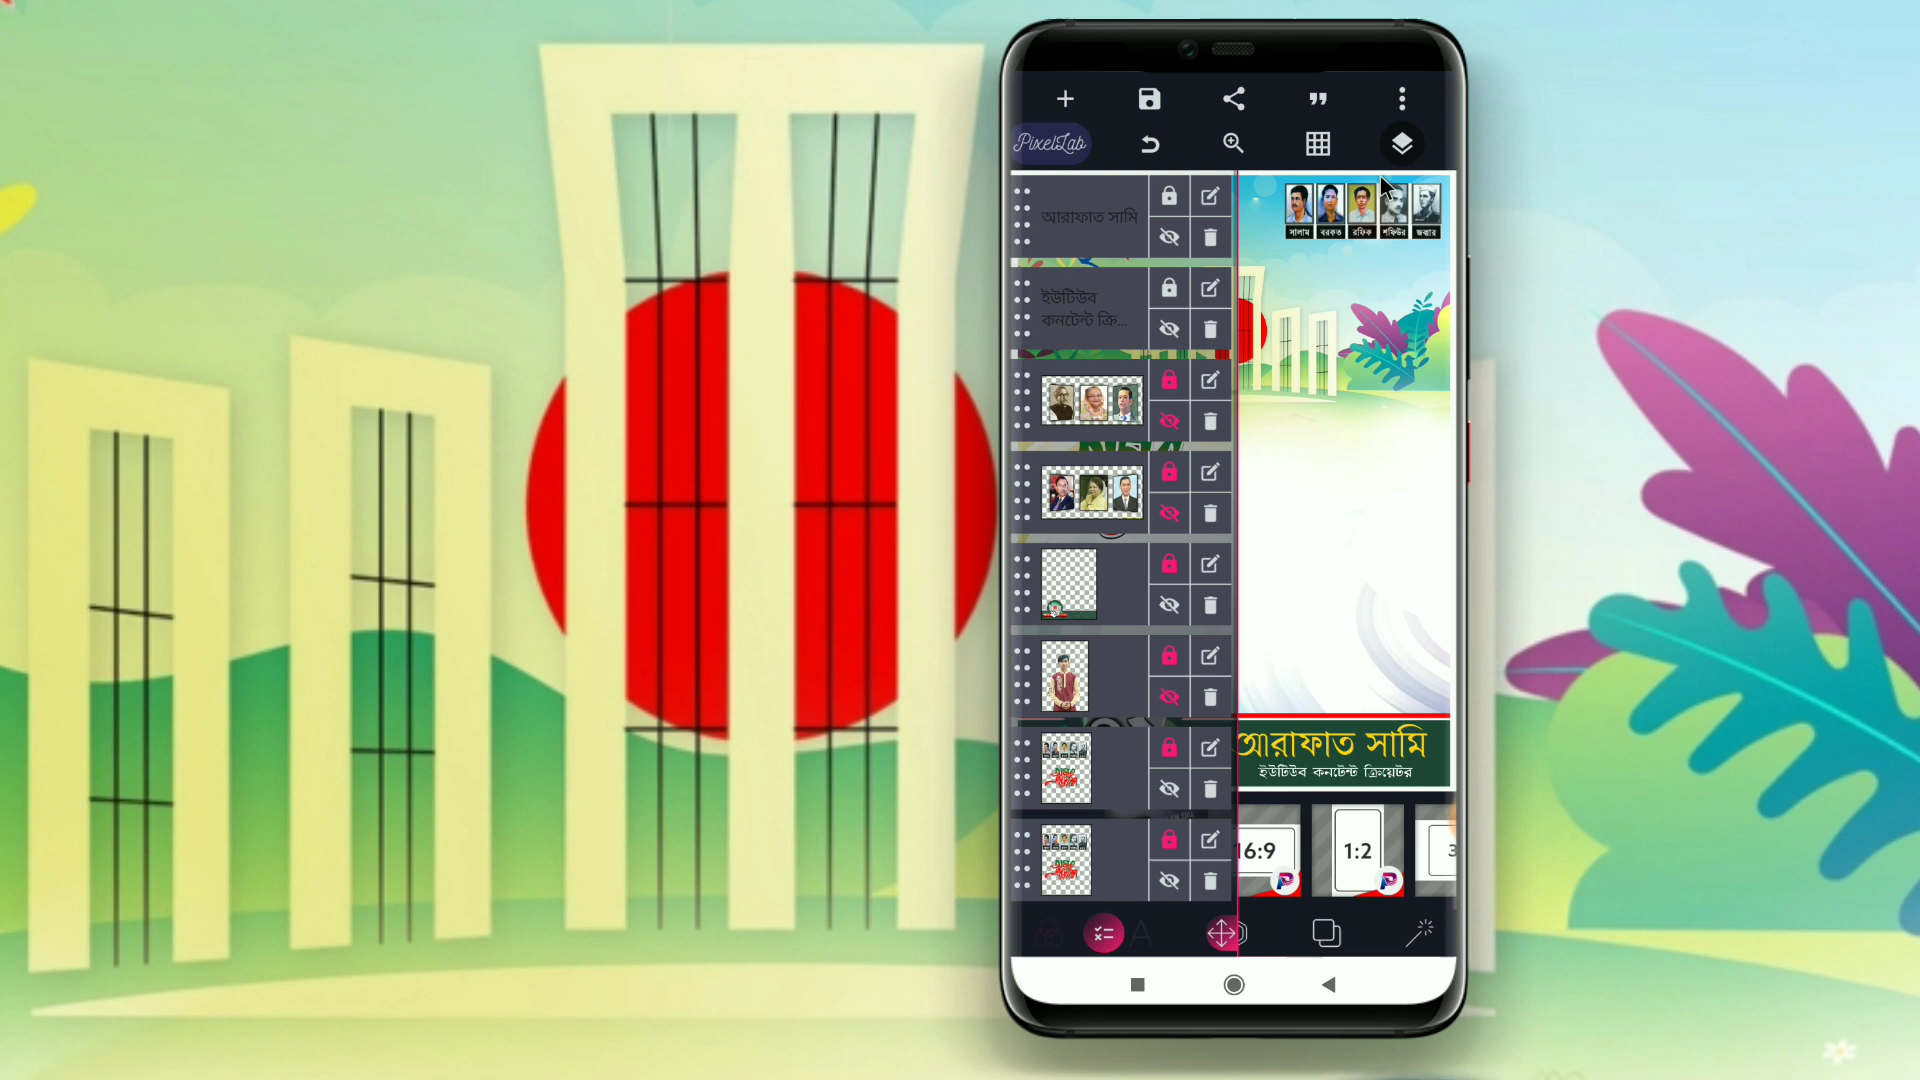 PixelLab
আরাফাত সামি
ইউটিউব
কনটেন্ট ক্রি...
সালাম
বরকত
রফিক
শফিউর
জব্বার
আরাফাত সামি
ইউটিউব কনটেন্ট ক্রিয়েটর
16:9
1:2
3